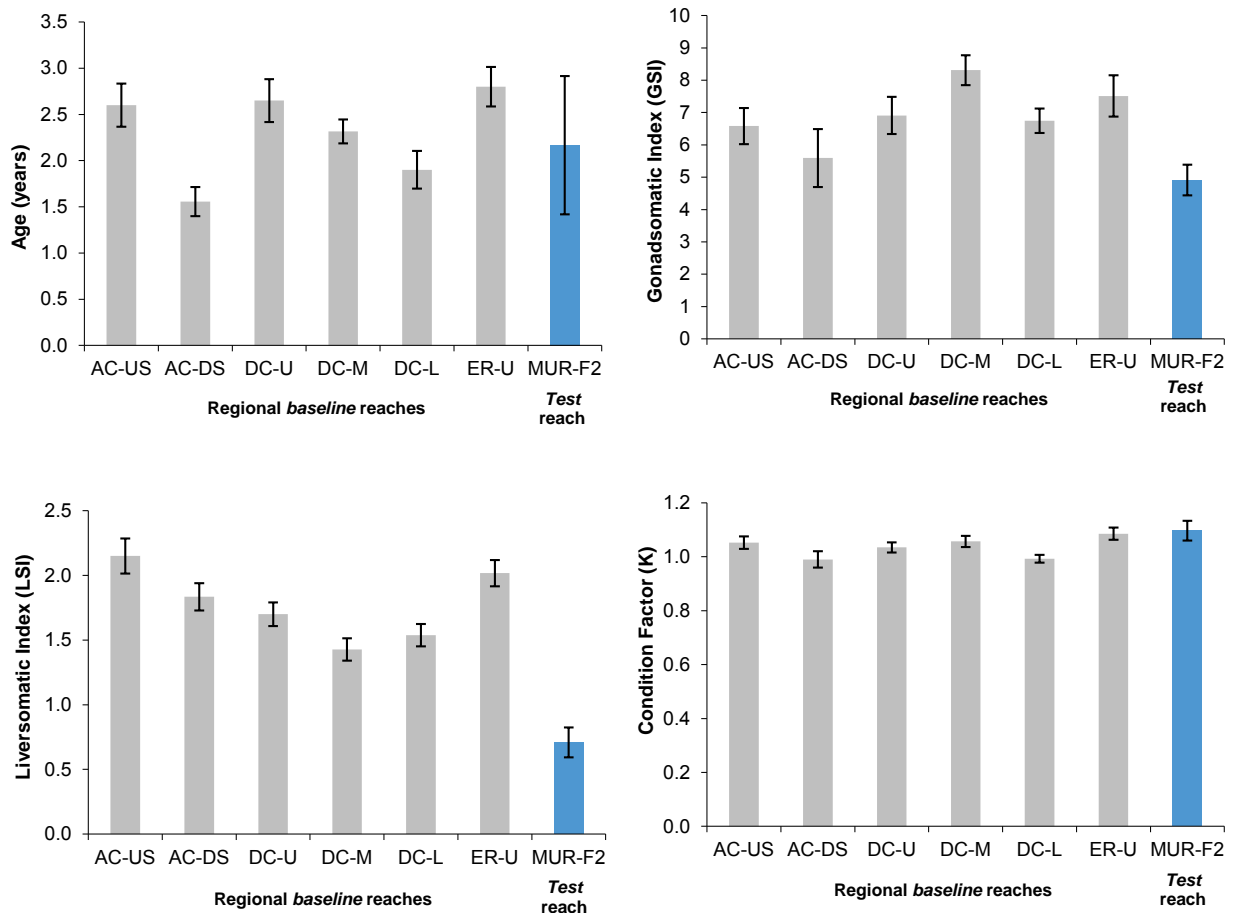 Age (years)
3.5
3.0
2.5
2.0
1.5
1.0
0.5
0.0
AC-US AC-DS DC-U DC-M DC-L ER-U MUR-F2
Regional baseline reaches
Test
reach
Gonadsomatic Index (GSI)
10
9
8
7
6
5
4
3
2
1
0
AC-US AC-DS DC-U DC-M DC-L ER-U MUR-F2
Regional baseline reaches
Test
reach
Liversomatic Index (LSI)
2.5
2.0
1.5
1.0
0.5
0.0
AC-US AC-DS DC-U DC-M DC-L ER-U MUR-F2
Regional baseline reaches
Test
reach
Condition Factor (K)
1.2
1.0
0.8
0.6
0.4
0.2
0.0
AC-US AC-DS DC-U DC-M DC-L ER-U MUR-F2
Regional baseline reaches
Test
reach